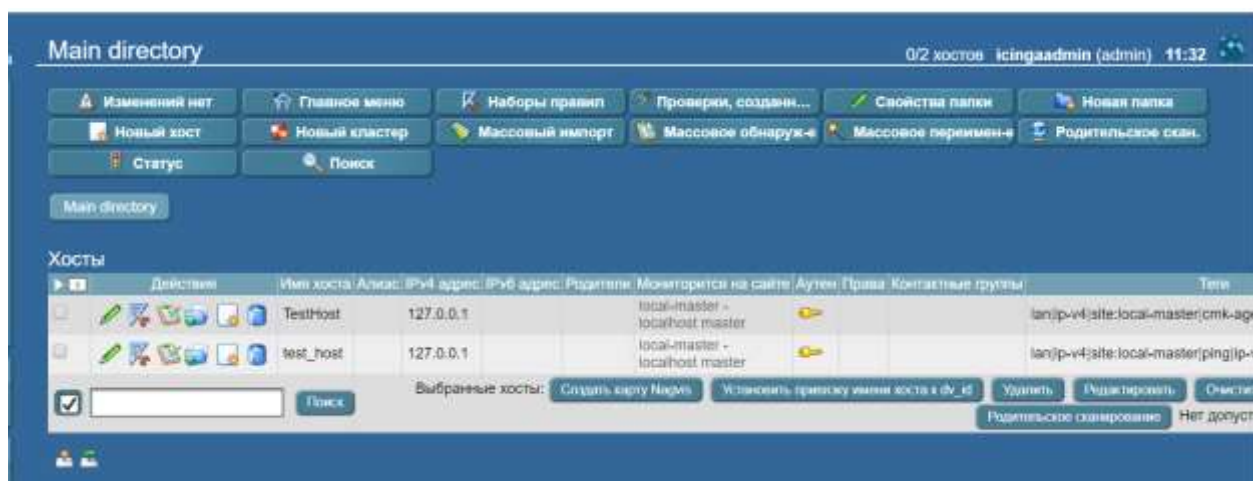 Main directory
0/2 хостов icingaadmin (admin) 11:32
Изменений нет Главное меню Наборы правил Проверки, созданн... Свойства папки Новая папка
Новый хост Новый кластер Массовый импорт Массовое обнаруж-е Массовое переимен-е Родительское скан.
Статус Поиск
Main directory
Хосты
Действия Имя хоста Алиас IPv4 адрес IPv6 адрес Родители Мониторится на сайте Аутен Права Контактные группы Теги
TestHost 127.0.0.1 local-master - lan|ip-v4|site:local-master|cmk-age
localhost master
test_host 127.0.0.1 local-master - lan|ip-v4|site:local-master|ping|ip-
localhost master
Поиск Выбранные хосты: Создать карту Nagvis Установить привязку имени хоста к dv_id Удалить Редактировать Очистит
Родительское сканирование Нет допуст